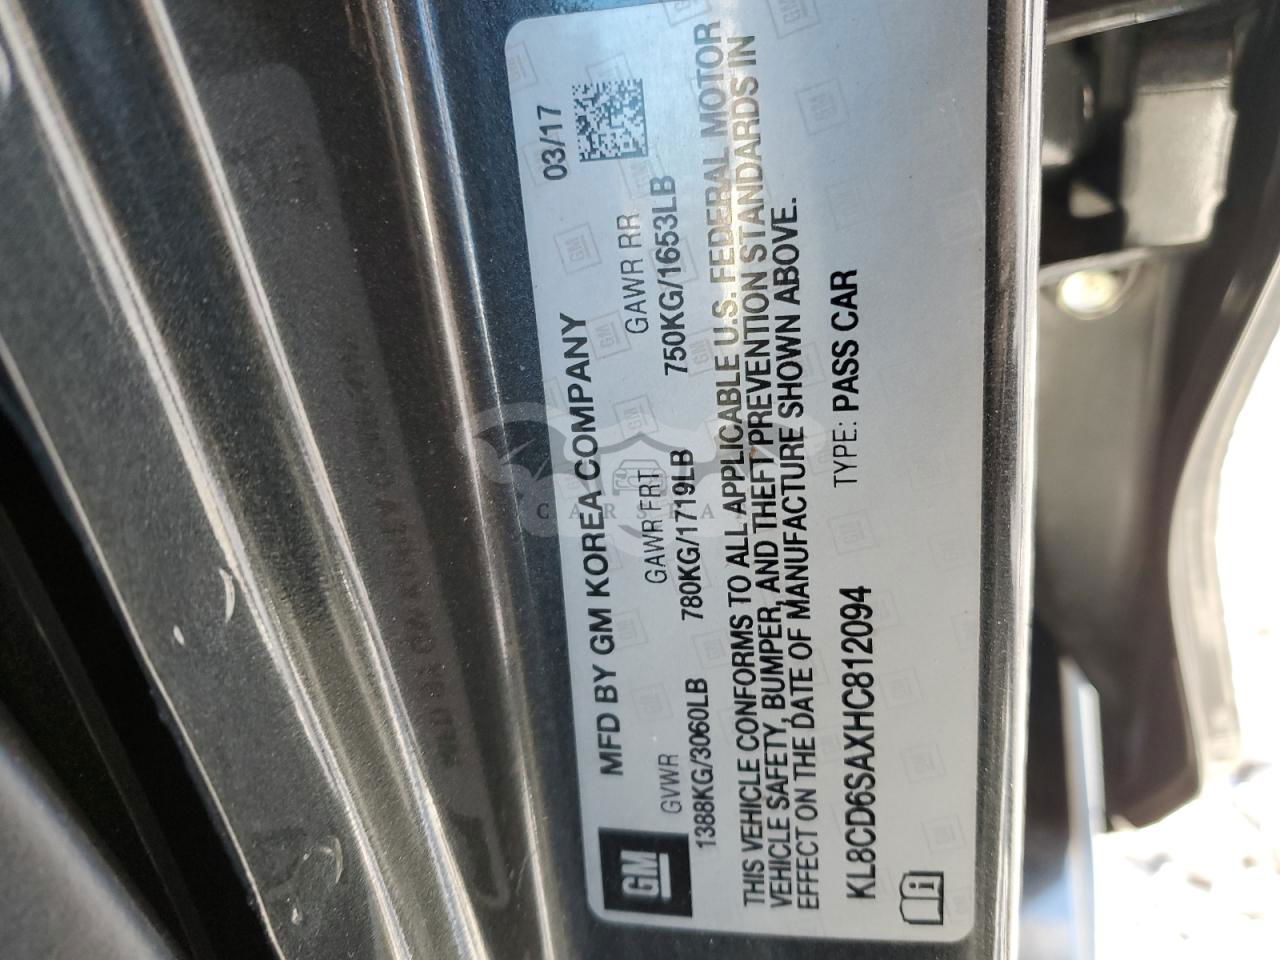 GM
MFD BY GM KOREA COMPANY
03/17
GVWR
GAWR FRT
GAWR RR
1388KG/3060LB
780KG/1719LB
750KG/1653LB
THIS VEHICLE CONFORMS TO ALL APPLICABLE U.S. FEDERAL MOTOR
VEHICLE SAFETY, BUMPER, AND THEFT PREVENTION STANDARDS IN
EFFECT ON THE DATE OF MANUFACTURE SHOWN ABOVE.
KL8CD6SAXHC812094
TYPE: PASS CAR